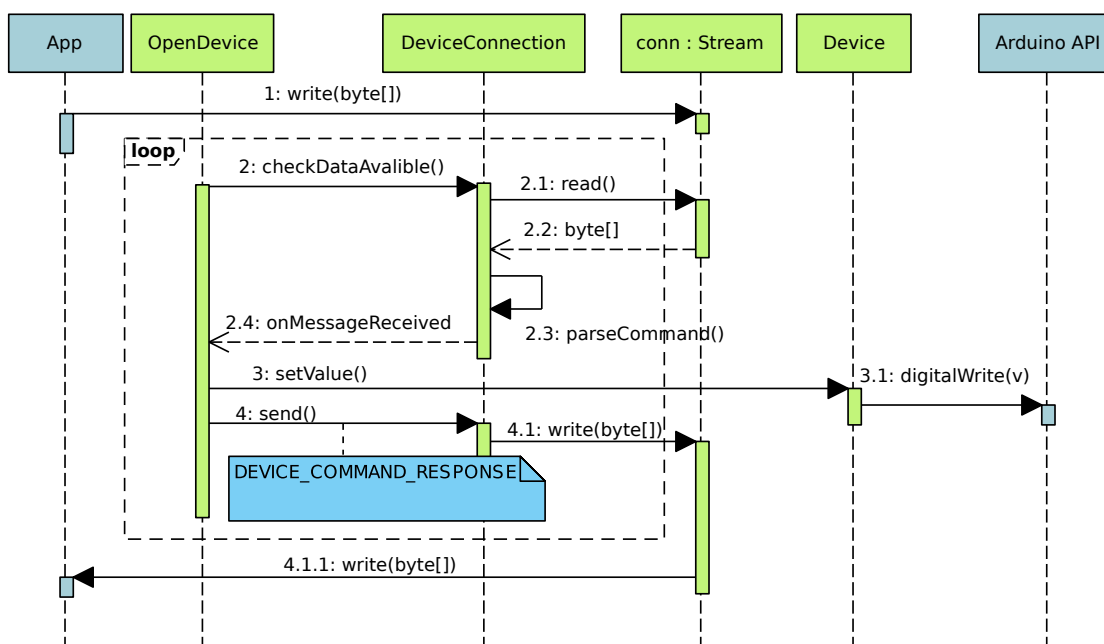 App
OpenDevice
DeviceConnection
conn : Stream
Device
Arduino API
1: write(byte[])
loop
2: checkDataAvalible()
2.1: read()
2.2: byte[]
2.3: parseCommand()
2.4: onMessageReceived
3: setValue()
3.1: digitalWrite(v)
4: send()
4.1: write(byte[])
DEVICE_COMMAND_RESPONSE
4.1.1: write(byte[])